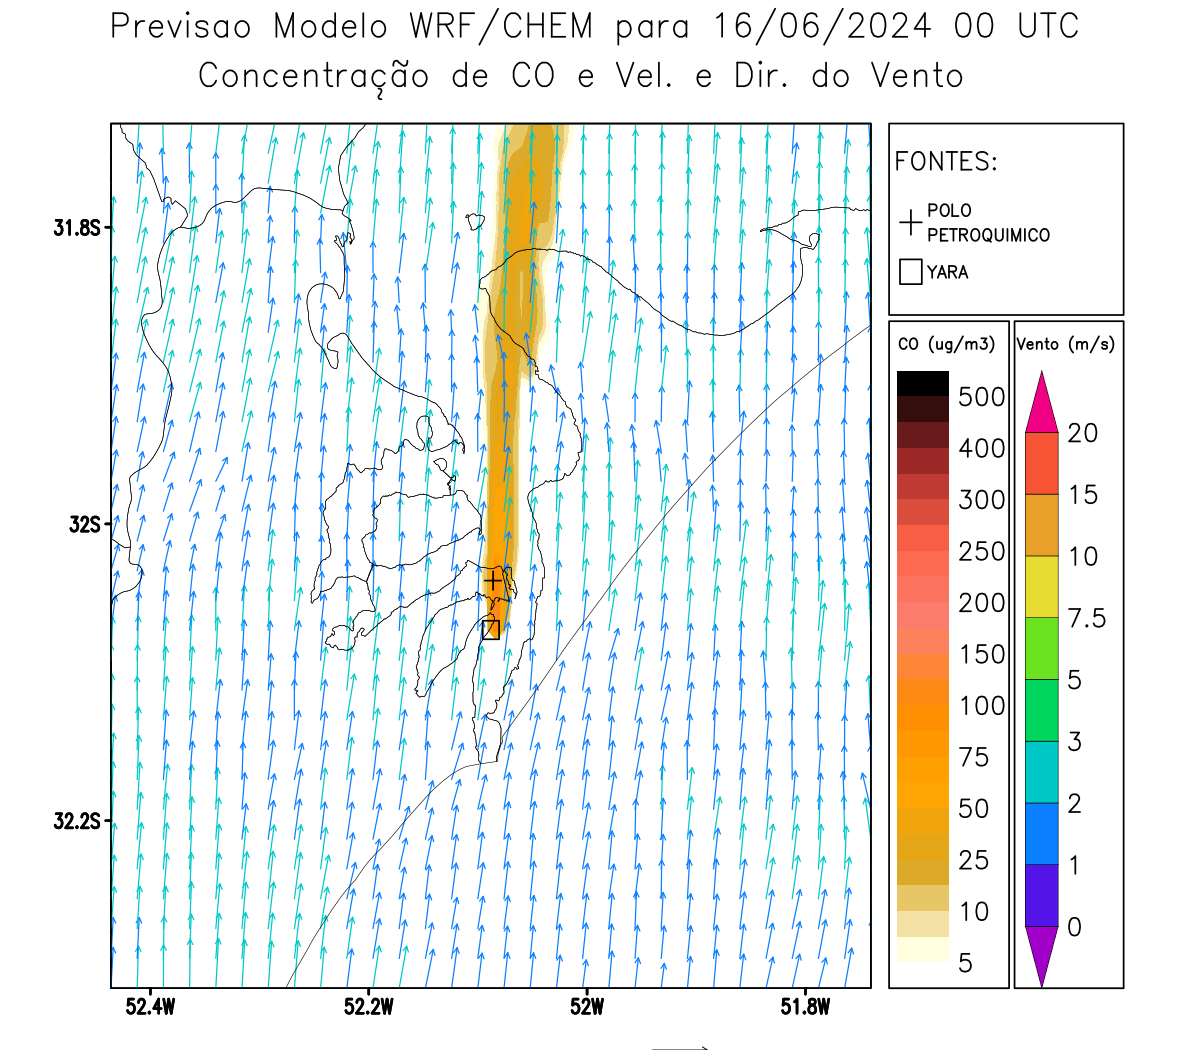 Previsao Modelo WRF/CHEM para 16/06/2024 00 UTC
Concentração de CO e Vel. e Dir. do Vento
FONTES:
POLO
PETROQUIMICO
YARA
CO (ug/m3)
500
400
300
250
200
150
100
75
50
25
10
5
Vento (m/s)
20
15
10
7.5
5
3
2
1
0
31.8S
32S
32.2S
52.4W
52.2W
52W
51.8W